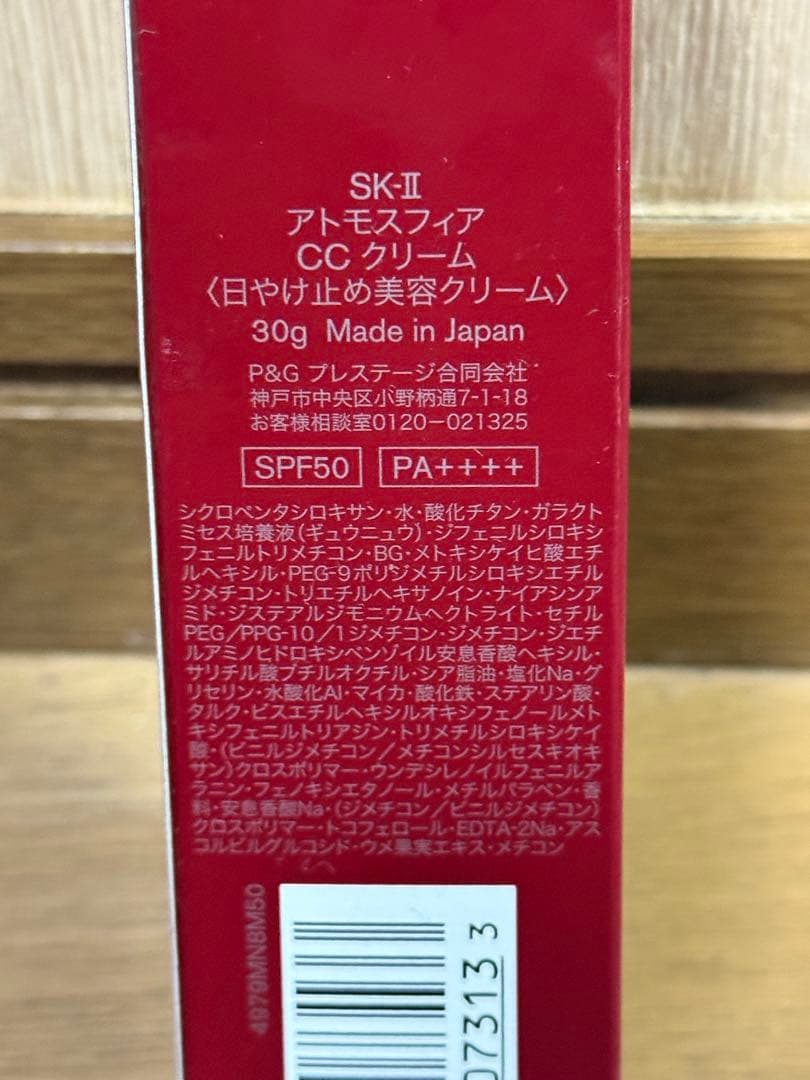 SK-Ⅱ
アトモスフィア
CC クリーム
〈日やけ止め美容クリーム〉
30g Made in Japan
P&G プレステージ合同会社
神戸市中央区小野柄通7-1-18
お客様相談室0120-021325
SPF50 PA++++
シクロペンタシロキサン・水・酸化チタン・ガラクト
ミセス培養液(ギュウニュウ)・ジフェニルシロキシ
フェニルトリメチコン・BG・メトキシケイヒ酸エチ
ルヘキシル・PEG-9ポリジメチルシロキシエチル
ジメチコン・トリエチルヘキサノイン・ナイアシンア
ミド・ジステアルジモニウムヘクトライト・セチル
PEG/PPG-10/1ジメチコン・ジメチコン・ジエチ
ルアミノヒドロキシベンゾイル安息香酸ヘキシル・
サリチル酸ブチルオクチル・シア脂油・塩化Na・グ
リセリン・水酸化Al・マイカ・酸化鉄・ステアリン酸・
タルク・ビスエチルヘキシルオキシフェノールメト
キシフェニルトリアジン・トリメチルシロキシケイ
酸・(ビニルジメチコン/メチコンシルセスキオキ
サン)クロスポリマー・ウンデシレノイルフェニルア
ラニン・フェノキシエタノール・メチルパラベン・香
料・安息香酸Na・(ジメチコン/ビニルジメチコン)
クロスポリマー・トコフェロール・EDTA-2Na・アス
コルビルグルコシド・ウメ果実エキス・メチコン
4979MN8M50
073133